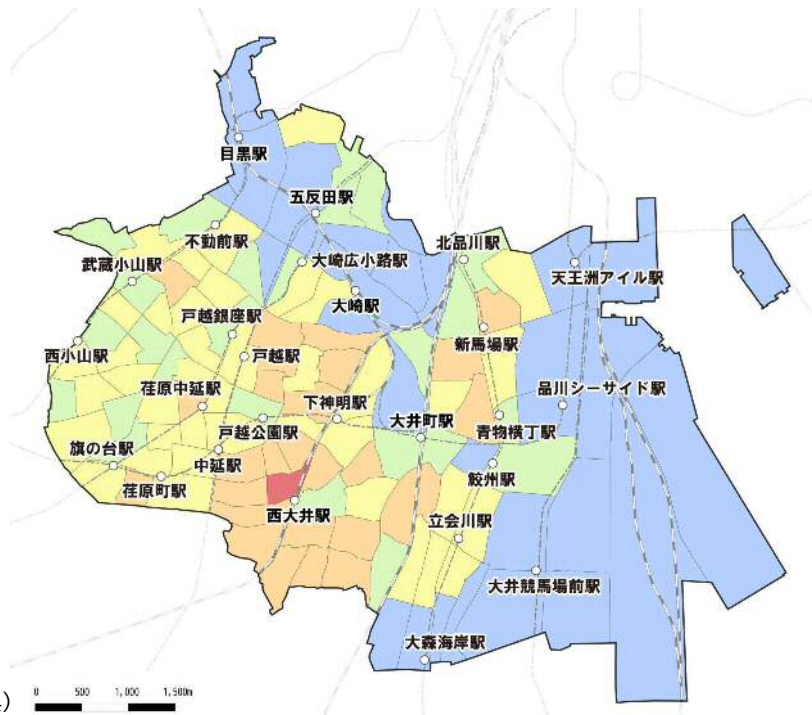 目黒駅
五反田駅
不動前駅
北品川駅
大崎広小路駅
武蔵小山駅
天王洲アイル駅
大崎駅
戸越銀座駅
新馬場駅
西小山駅
戸越駅
荏原中延駅
品川シーサイド駅
下神明駅
大井町駅
青物横丁駅
戸越公園駅
旗の台駅
中延駅
鮫洲駅
荏原町駅
西大井駅
立会川駅
大井競馬場前駅
大森海岸駅
0 500 1,000 1,500m